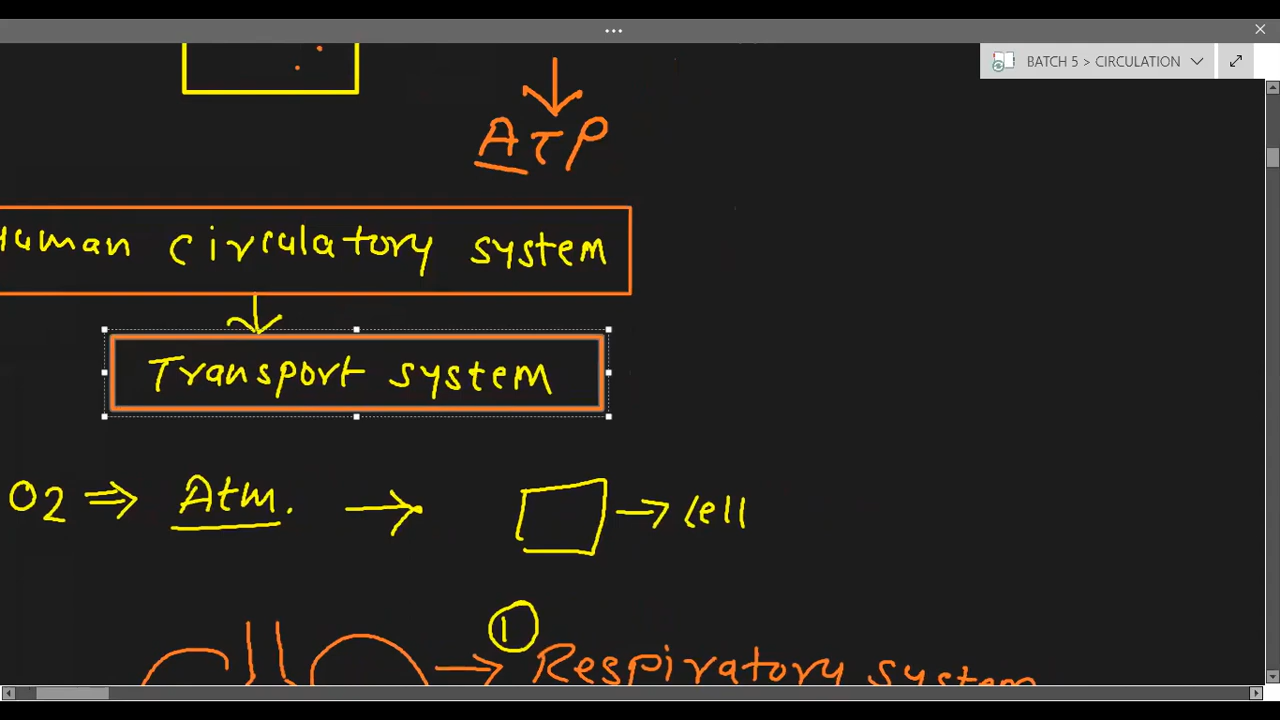 BATCH 5 > CIRCULATION
ATP
Human circulatory system
Transport system
O2 ⇒ Atm. → → cell
①
→ Respiratory system